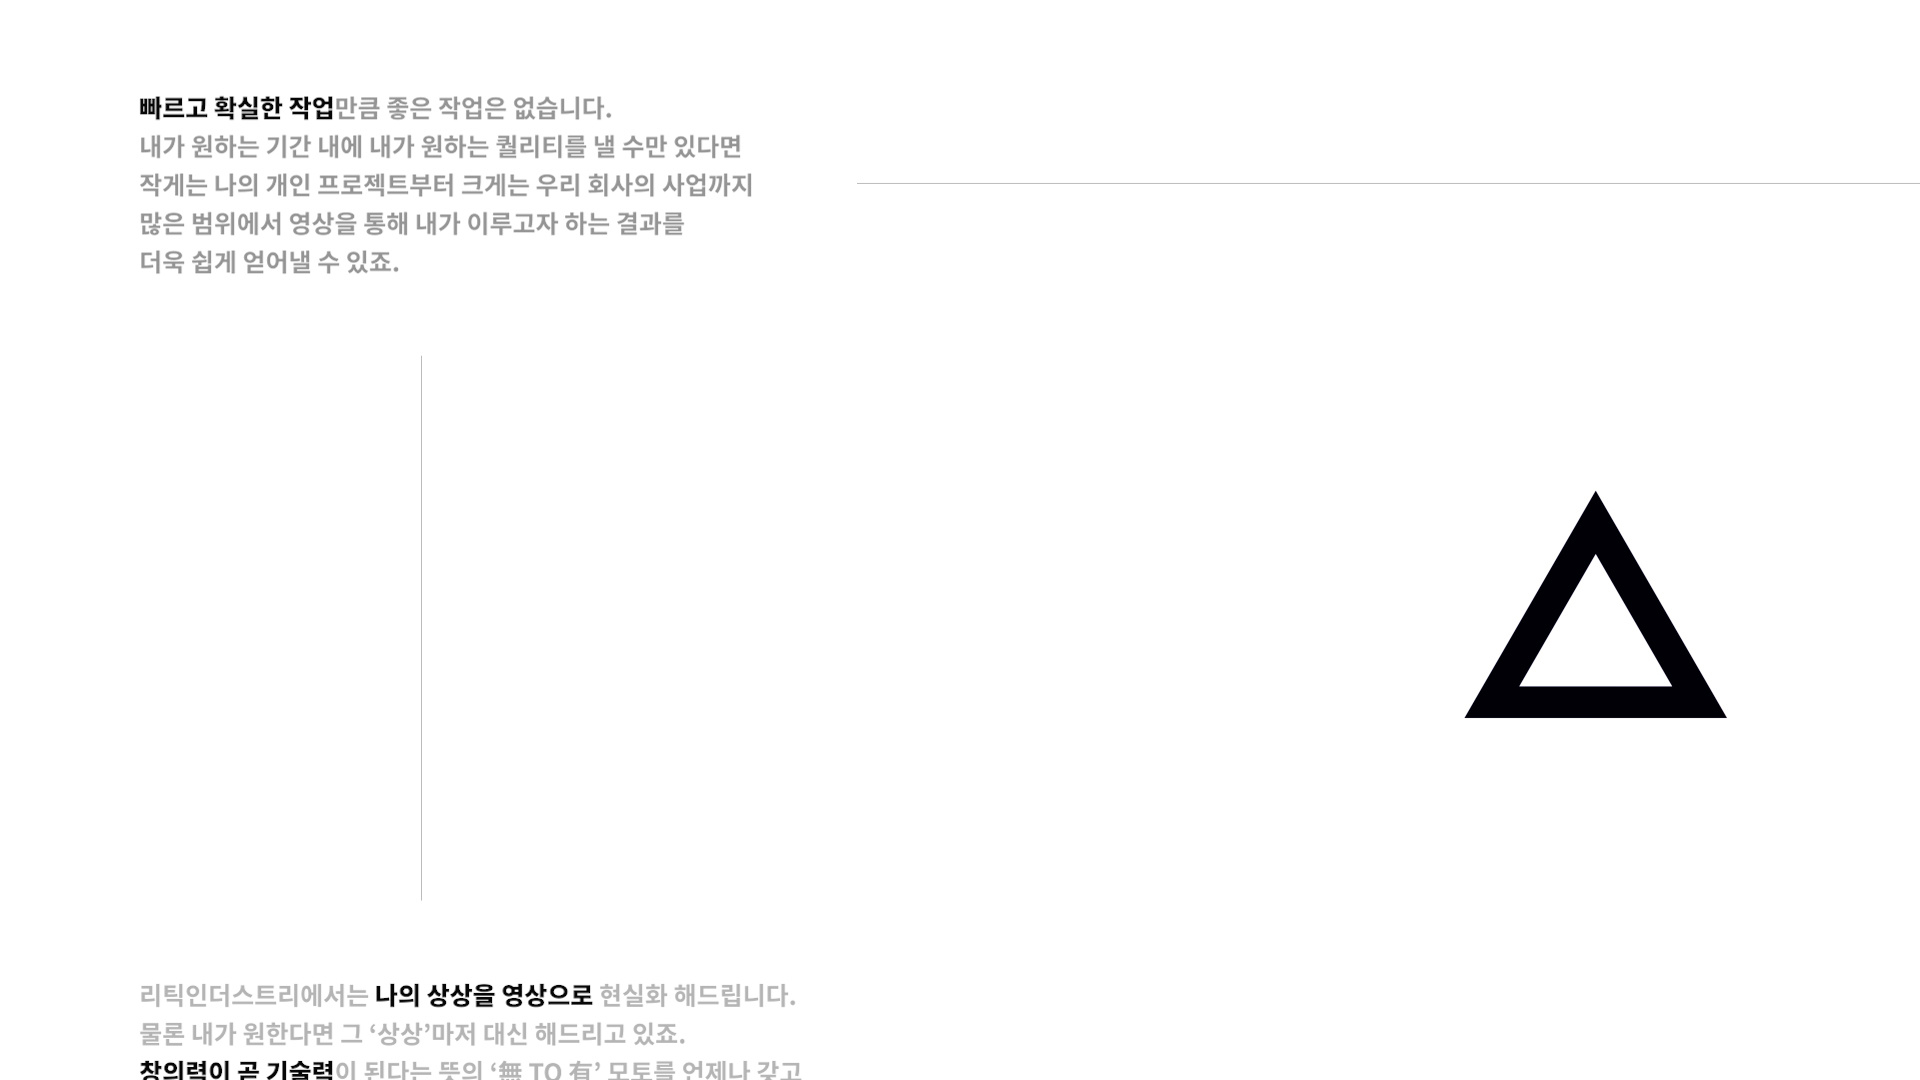 빠르고 확실한 작업만큼 좋은 작업은 없습니다.
내가 원하는 기간 내에 내가 원하는 퀄리티를 낼 수만 있다면
작게는 나의 개인 프로젝트부터 크게는 우리 회사의 사업까지
많은 범위에서 영상을 통해 내가 이루고자 하는 결과를
더욱 쉽게 얻어낼 수 있죠.
리틱인더스트리에서는 나의 상상을 영상으로 현실화 해드립니다.
물론 내가 원한다면 그 ‘상상’마저 대신 해드리고 있죠.
창의력이 곧 기술력이 된다는 뜻의 ‘無 TO 有’ 모토를 언제나 갖고